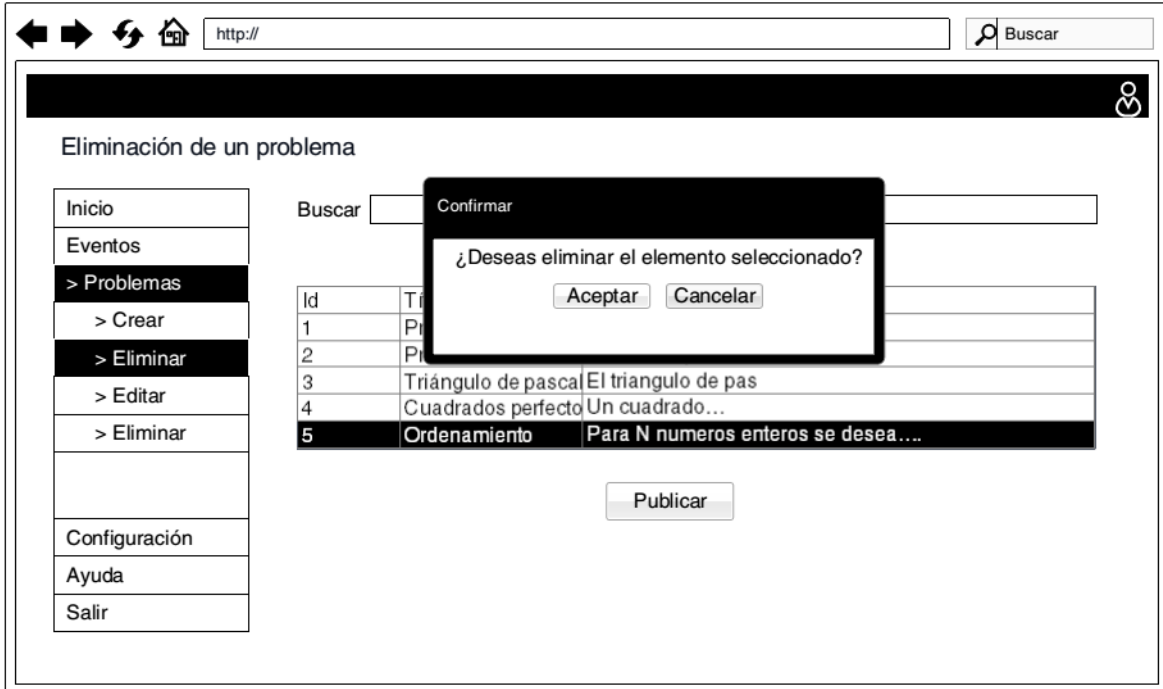 http://
Buscar
Eliminación de un problema
Inicio
Eventos
> Problemas
> Crear
> Eliminar
> Editar
> Eliminar
Configuración
Ayuda
Salir
Buscar
Confirmar
¿Deseas eliminar el elemento seleccionado?
Aceptar Cancelar
Id
1
2
3 Triángulo de pascal El triangulo de pas
4 Cuadrados perfecto Un cuadrado…
5 Ordenamiento Para N numeros enteros se desea….
Publicar